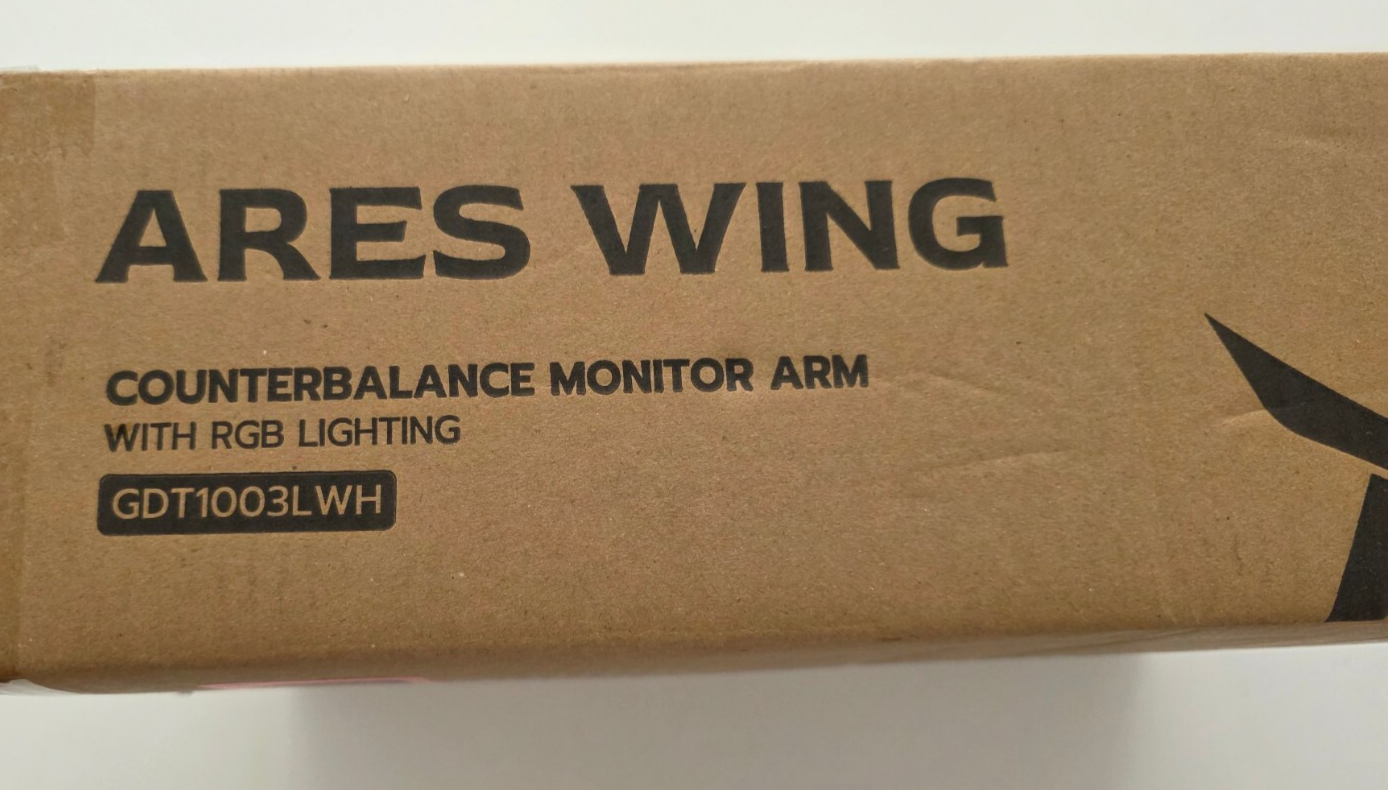 ARES WING
COUNTERBALANCE MONITOR ARM
WITH RGB LIGHTING
GDT1003LWH